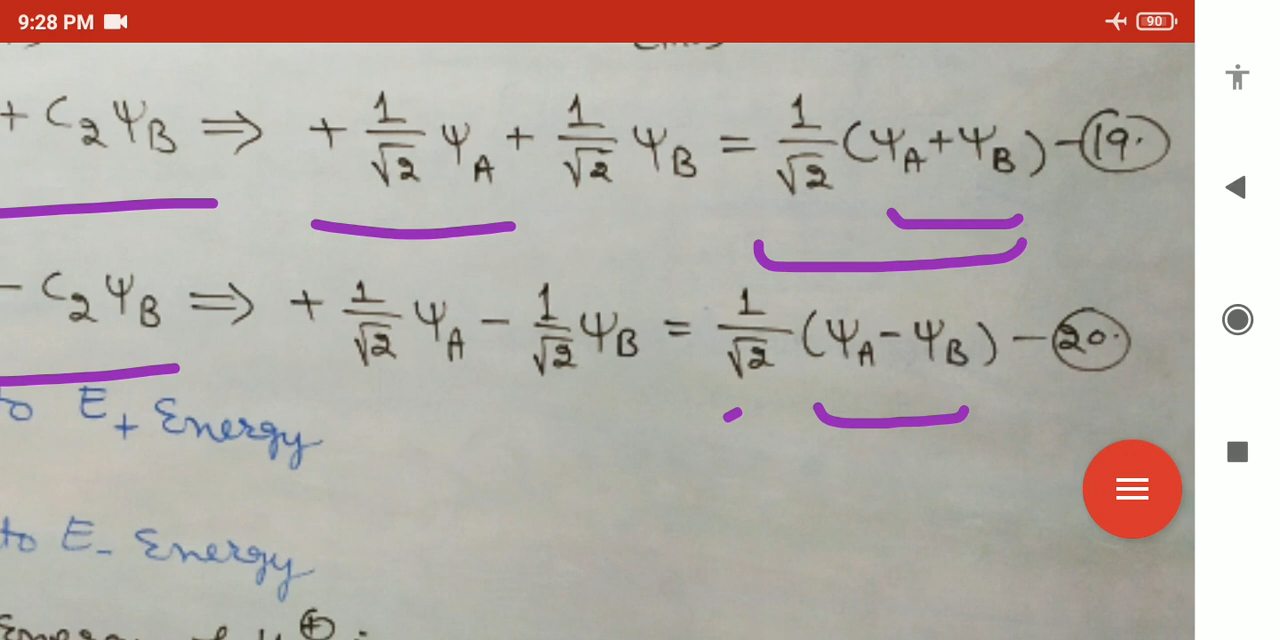 9:28 PM
90
+ C₂ΨB ⇒ + 1/√2 ΨA + 1/√2 ΨB = 1/√2 (ΨA + ΨB) – 19.
– C₂ΨB ⇒ + 1/√2 ΨA – 1/√2 ΨB = 1/√2 (ΨA – ΨB) – 20.
to E+ Energy
to E- Energy